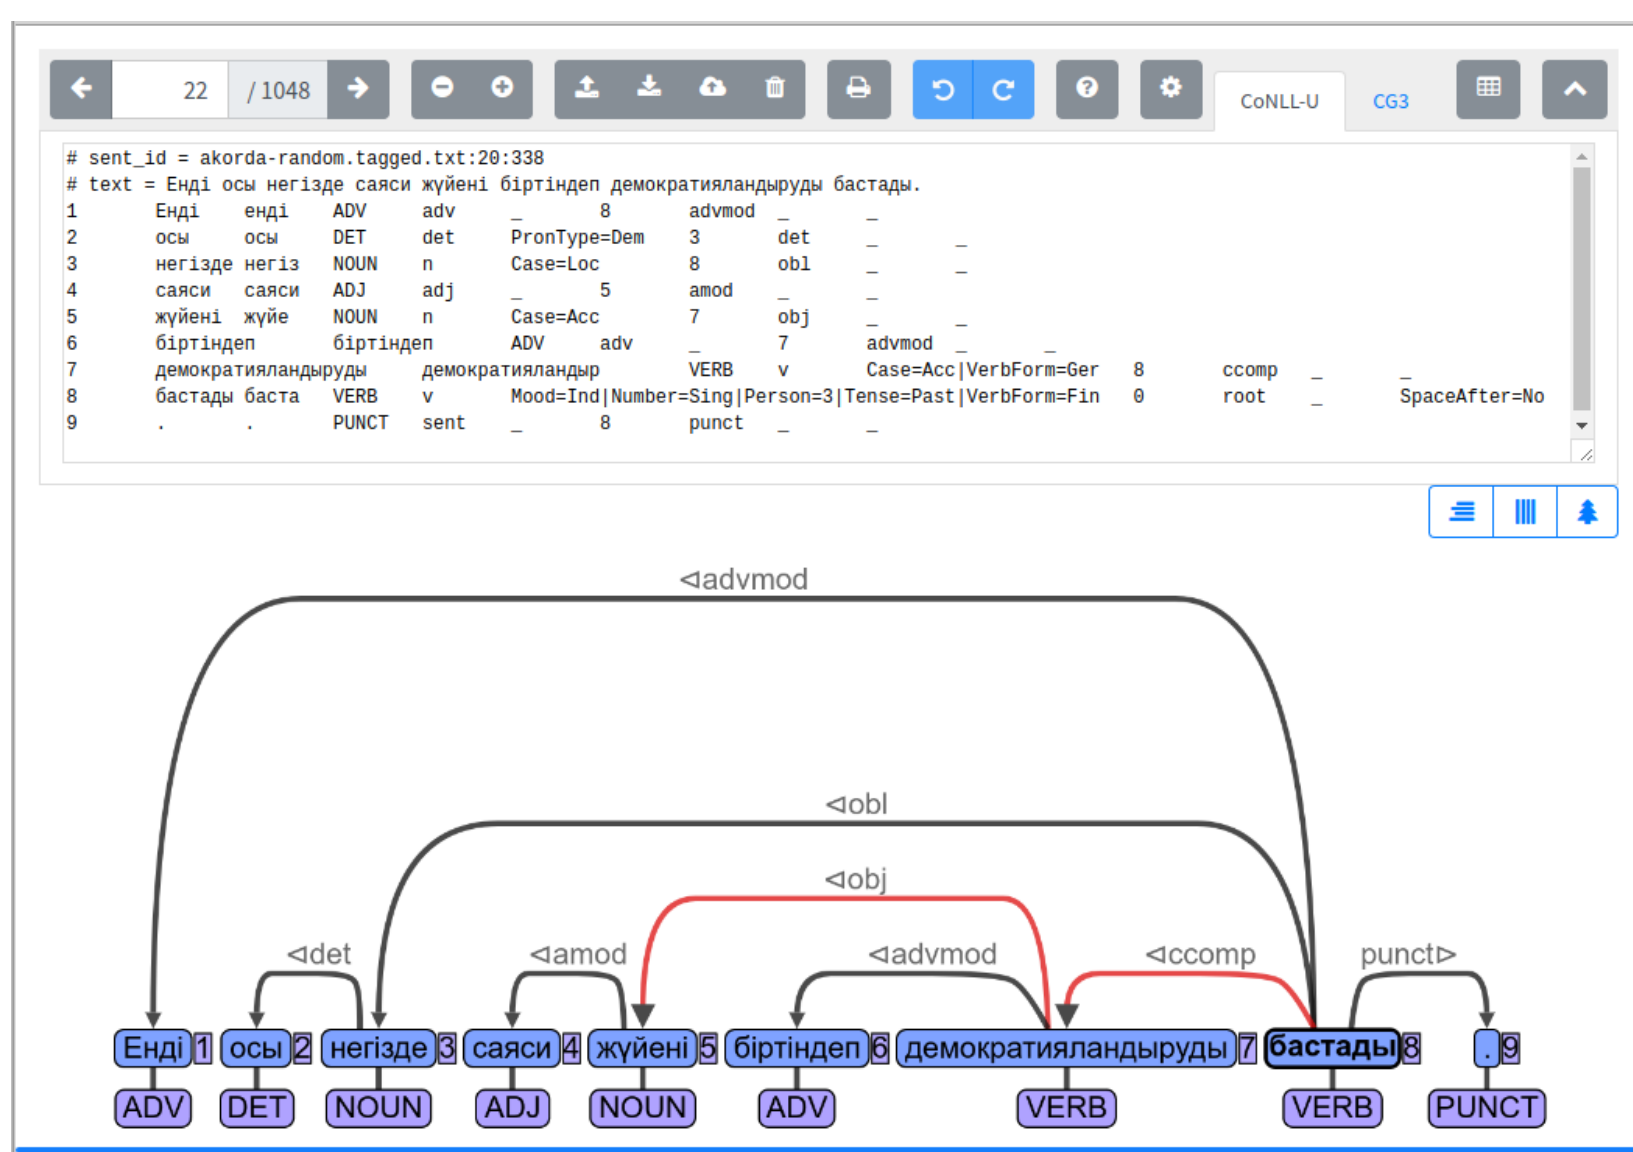 22 / 1048 CoNLL-U CG3
# sent_id = akorda-random.tagged.txt:20:338
# text = Енді осы негізде саяси жүйені біртіндеп демократияландыруды бастады.
1 Енді енді ADV adv _ 8 advmod _ _
2 осы осы DET det PronType=Dem 3 det _ _
3 негізде негіз NOUN n Case=Loc 8 obl _ _
4 саяси саяси ADJ adj _ 5 amod _ _
5 жүйені жүйе NOUN n Case=Acc 7 obj _ _
6 біртіндеп біртіндеп ADV adv _ 7 advmod _ _
7 демократияландыруды демократияландыр VERB v Case=Acc|VerbForm=Ger 8 ccomp _ _
8 бастады баста VERB v Mood=Ind|Number=Sing|Person=3|Tense=Past|VerbForm=Fin 0 root _ SpaceAfter=No
9 . . PUNCT sent _ 8 punct _ _
⊲advmod
⊲obl
⊲obj
⊲det ⊲amod ⊲advmod ⊲ccomp punct⊳
Енді 1 осы 2 негізде 3 саяси 4 жүйені 5 біртіндеп 6 демократияландыруды 7 бастады 8 . 9
ADV DET NOUN ADJ NOUN ADV VERB VERB PUNCT